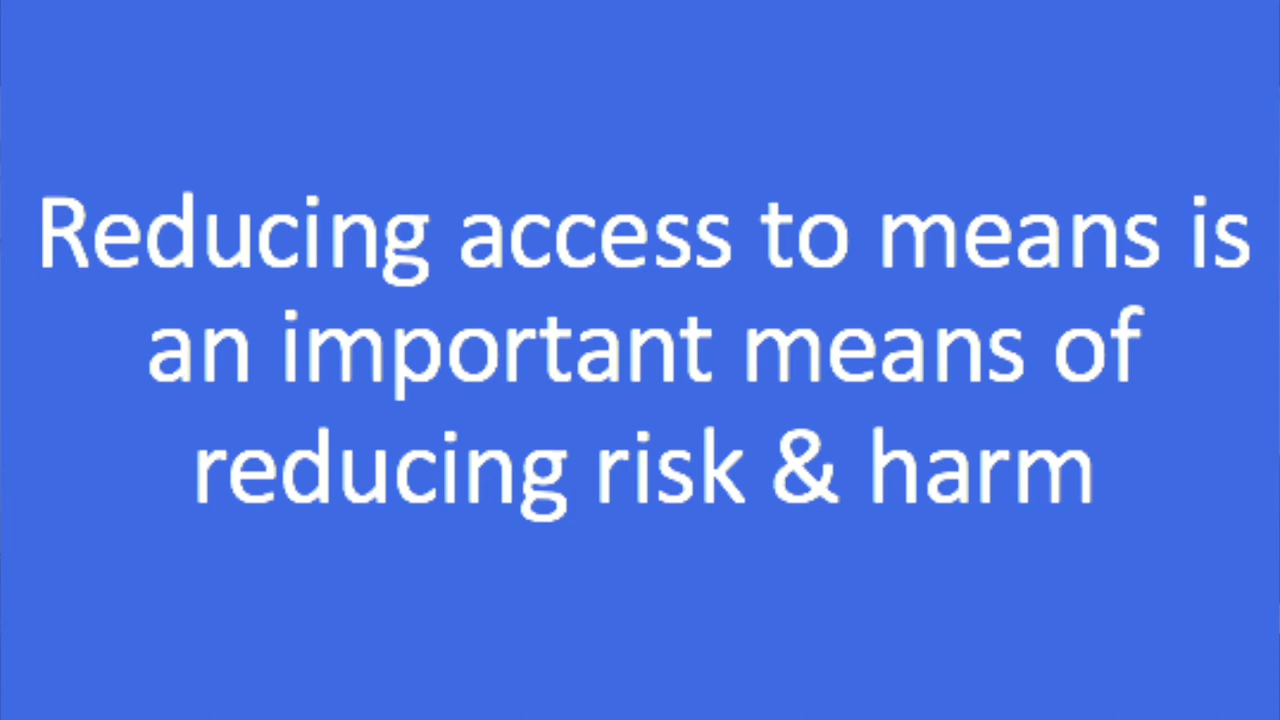 Reducing access to means is
an important means of
reducing risk & harm